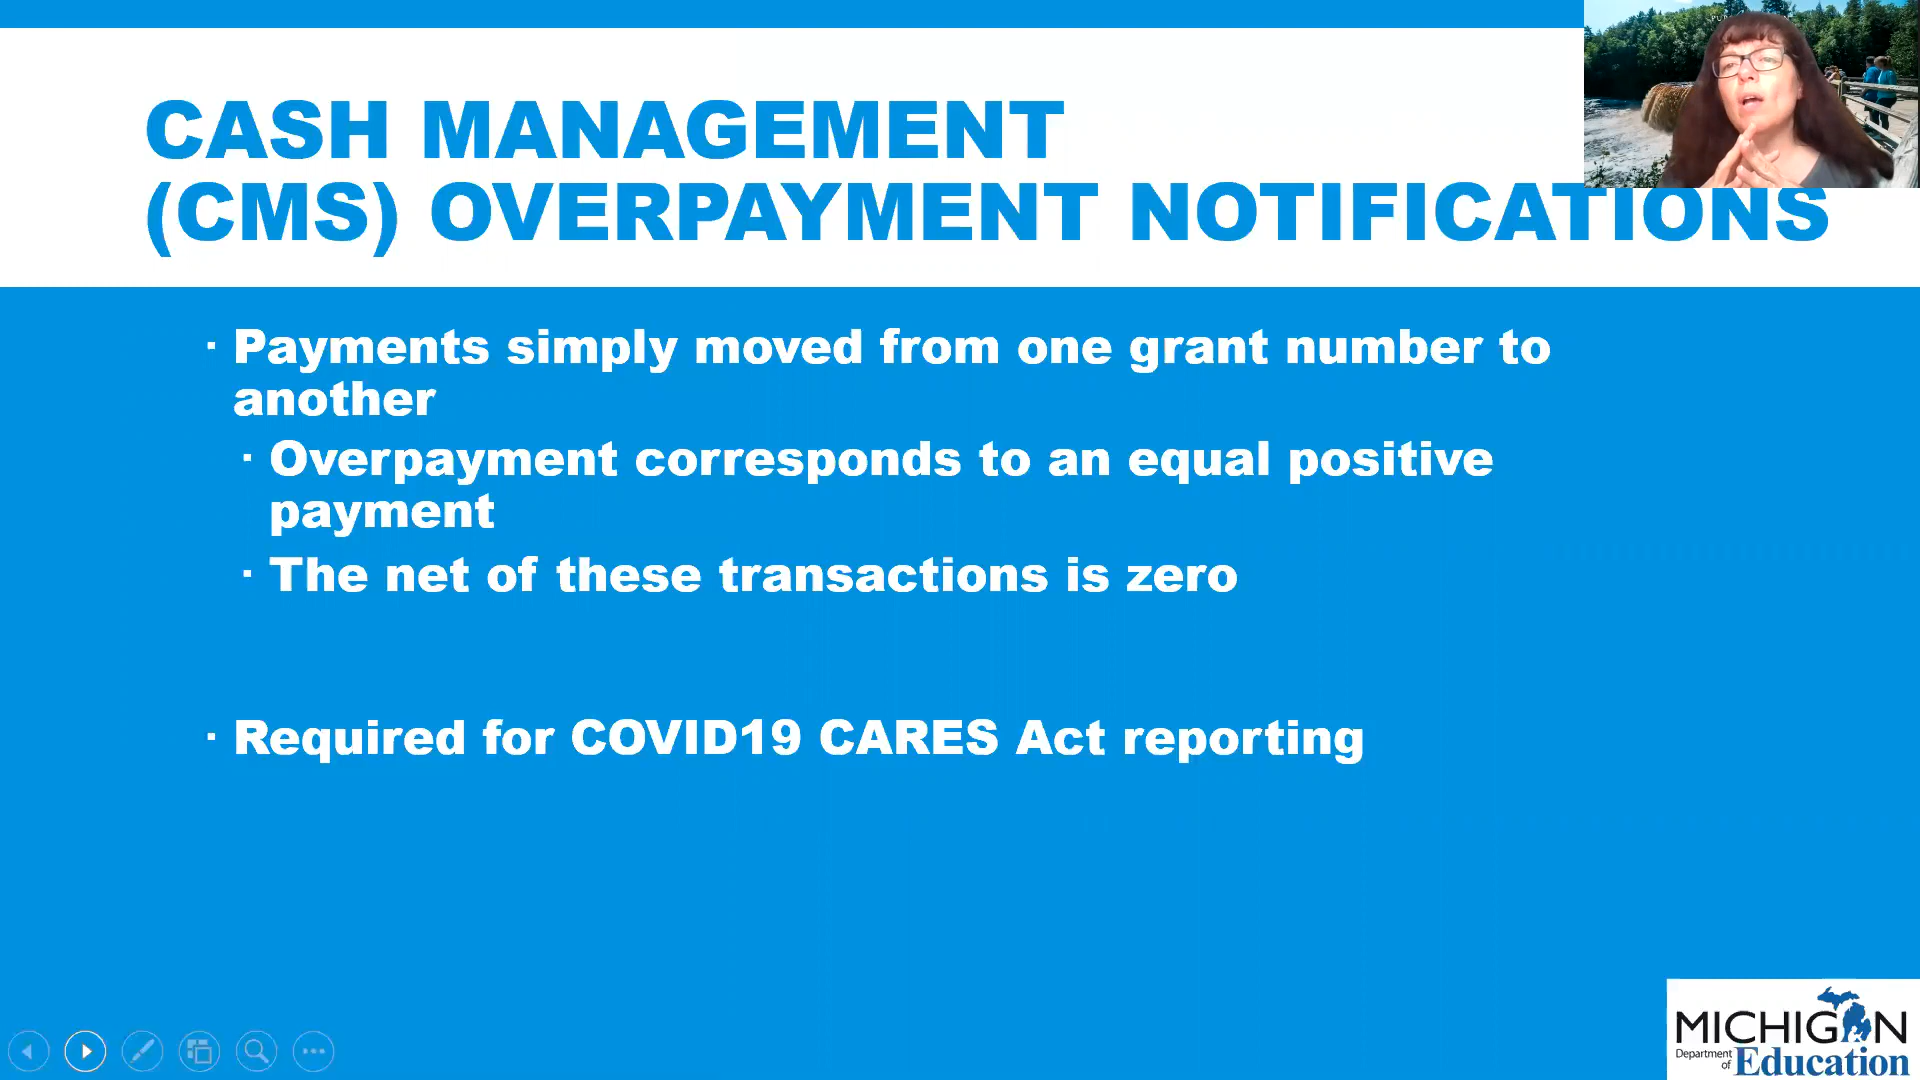 CASH MANAGEMENT
(CMS) OVERPAYMENT NOTIFICATIONS
· Payments simply moved from one grant number to
another
· Overpayment corresponds to an equal positive
payment
· The net of these transactions is zero
· Required for COVID19 CARES Act reporting
MICHIGAN
Department
of Education